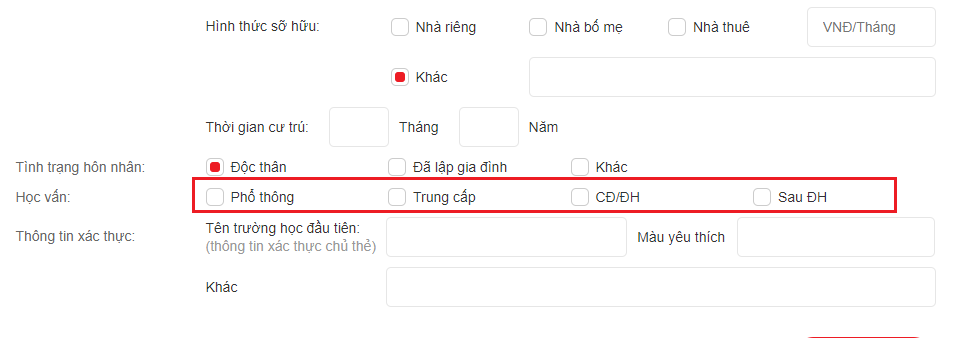 Hình thức sỡ hữu: Nhà riêng Nhà bố mẹ Nhà thuê VNĐ/Tháng
Khác
Thời gian cư trú: Tháng Năm
Tình trạng hôn nhân: Độc thân Đã lập gia đình Khác
Học vấn: Phổ thông Trung cấp CĐ/ĐH Sau ĐH
Thông tin xác thực: Tên trường học đầu tiên: Màu yêu thích
(thông tin xác thực chủ thẻ)
Khác